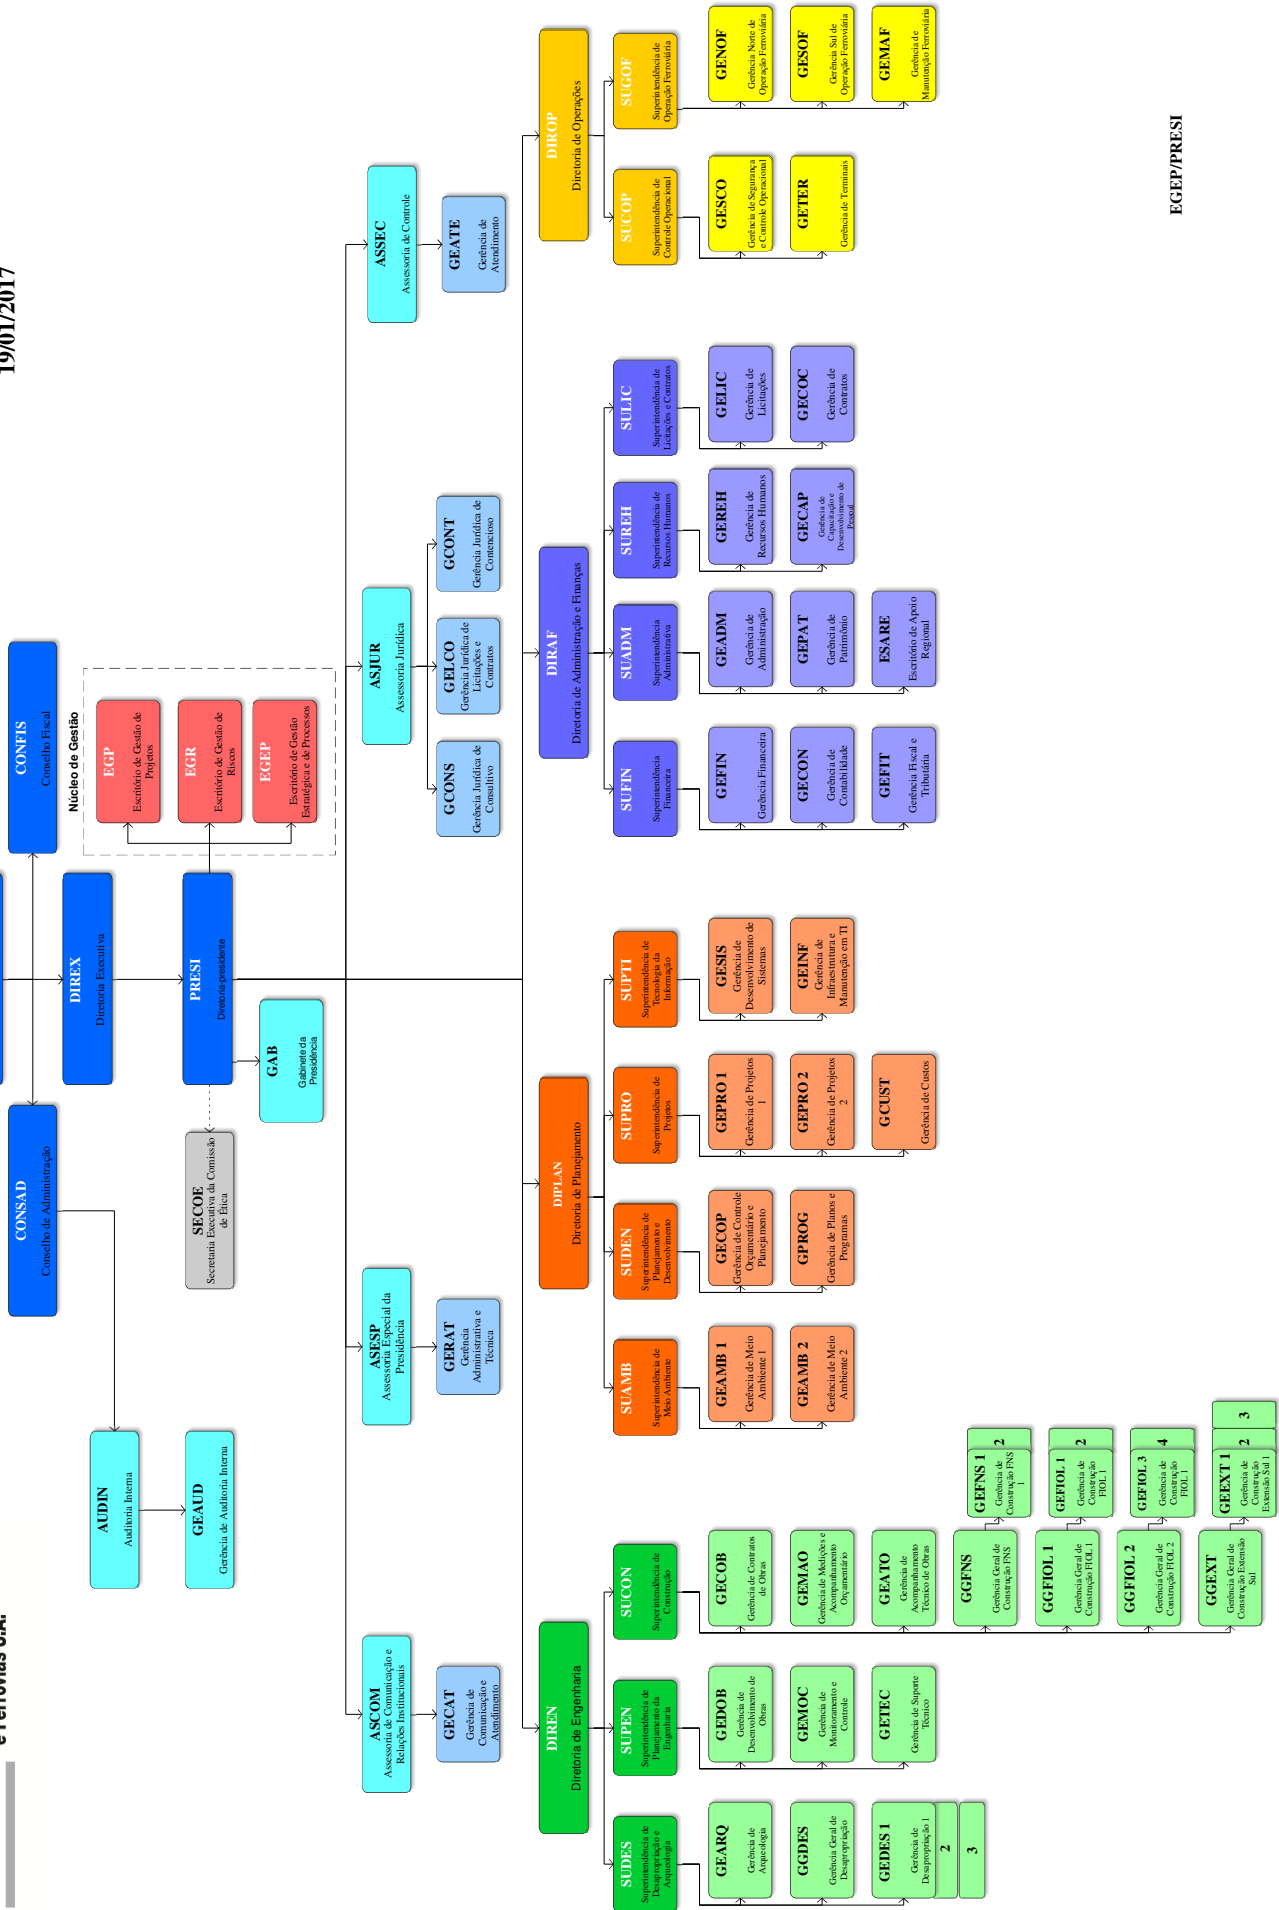 e Ferrovias S.A.
19/01/2017
CONSAD
Conselho de Administração
CONFIS
Conselho Fiscal
DIREX
Diretoria Executiva
Núcleo de Gestão
EGP
Escritório de Gestão de
Projetos
EGR
Escritório de Gestão de
Riscos
EGEP
Escritório de Gestão
Estratégica e de Processos
AUDIN
Auditoria Interna
GEAUD
Gerência de Auditoria Interna
SECOE
Secretaria Executiva da Comissão
de Ética
PRESI
Diretoria-presidente
GAB
Gabinete da
Presidência
ASCOM
Assessoria de Comunicação e
Relações Institucionais
GECAT
Gerência de
Comunicação e
Atendimento
ASESP
Assessoria Especial da
Presidência
GERAT
Gerência
Administrativa e
Técnica
ASJUR
Assessoria Jurídica
GCONS
Gerência Jurídica de
Consultivo
GELCO
Gerência Jurídica de
Licitações e
Contratos
GCONT
Gerência Jurídica de
Contencioso
ASSEC
Assessoria de Controle
GEATE
Gerência de
Atendimento
DIREN
Diretoria de Engenharia
SUDES
Superintendência de
Desapropriação e
Arqueologia
GEARQ
Gerência de
Arqueologia
GGDES
Gerência Geral de
Desapropriação
GEDES 1
Gerência de
Desapropriação 1
2
3
SUPEN
Superintendência de
Planejamento da
Engenharia
GEDOB
Gerência de
Desenvolvimento de
Obras
GEMOC
Gerência de
Monitoramento e
Controle
GETEC
Gerência de Suporte
Técnico
SUCON
Superintendência de
Construção
GECOB
Gerência de Contratos
de Obras
GEMAO
Gerência de Medições e
Acompanhamento
Orçamentário
GEATO
Gerência de
Acompanhamento
Técnico de Obras
GGFNS
Gerência Geral de
Construção FNS
GEFNS 1
Gerência de
Construção FNS
1
2
GGFIOL 1
Gerência Geral de
Construção FIOL 1
GEFIOL 1
Gerência de
Construção
FIOL 1
2
GGFIOL 2
Gerência Geral de
Construção FIOL 2
GEFIOL 3
Gerência de
Construção
FIOL 1
4
GGEXT
Gerência Geral de
Construção Extensão
Sul
GEEXT 1
Gerência de
Construção
Extensão Sul 1
2
3
DIPLAN
Diretoria de Planejamento
SUAMB
Superintendência de
Meio Ambiente
GEAMB 1
Gerência de Meio
Ambiente 1
GEAMB 2
Gerência de Meio
Ambiente 2
SUDEN
Superintendência de
Planejamento e
Desenvolvimento
GECOP
Gerência de Controle
Orçamentário e
Planejamento
GPROG
Gerência de Planos e
Programas
SUPRO
Superintendência de
Projetos
GEPRO 1
Gerência de Projetos
1
GEPRO 2
Gerência de Projetos
2
GCUST
Gerência de Custos
SUPTI
Superintendência de
Tecnologia da
Informação
GESIS
Gerência de
Desenvolvimento de
Sistemas
GEINF
Gerência de
Infraestrutura e
Manutenção em TI
DIRAF
Diretoria de Administração e Finanças
SUFIN
Superintendência
Financeira
GEFIN
Gerência Financeira
GECON
Gerência de
Contabilidade
GEFIT
Gerência Fiscal e
Tributária
SUADM
Superintendência
Administrativa
GEADM
Gerência de
Administração
GEPAT
Gerência de
Patrimônio
ESARE
Escritório de Apoio
Regional
SUREH
Superintendência de
Recursos Humanos
GEREH
Gerência de
Recursos Humanos
GECAP
Gerência de
Capacitação e
Desenvolvimento de
Pessoal
SULIC
Superintendência de
Licitações e Contratos
GELIC
Gerência de
Licitações
GECOC
Gerência de
Contratos
DIROP
Diretoria de Operações
SUCOP
Superintendência de
Controle Operacional
GESCO
Gerência de Segurança
e Controle Operacional
GETER
Gerência de Terminais
SUGOF
Superintendência de
Operação Ferroviária
GENOF
Gerência Norte de
Operação Ferroviária
GESOF
Gerência Sul de
Operação Ferroviária
GEMAF
Gerência de
Manutenção Ferroviária
EGEP/PRESI